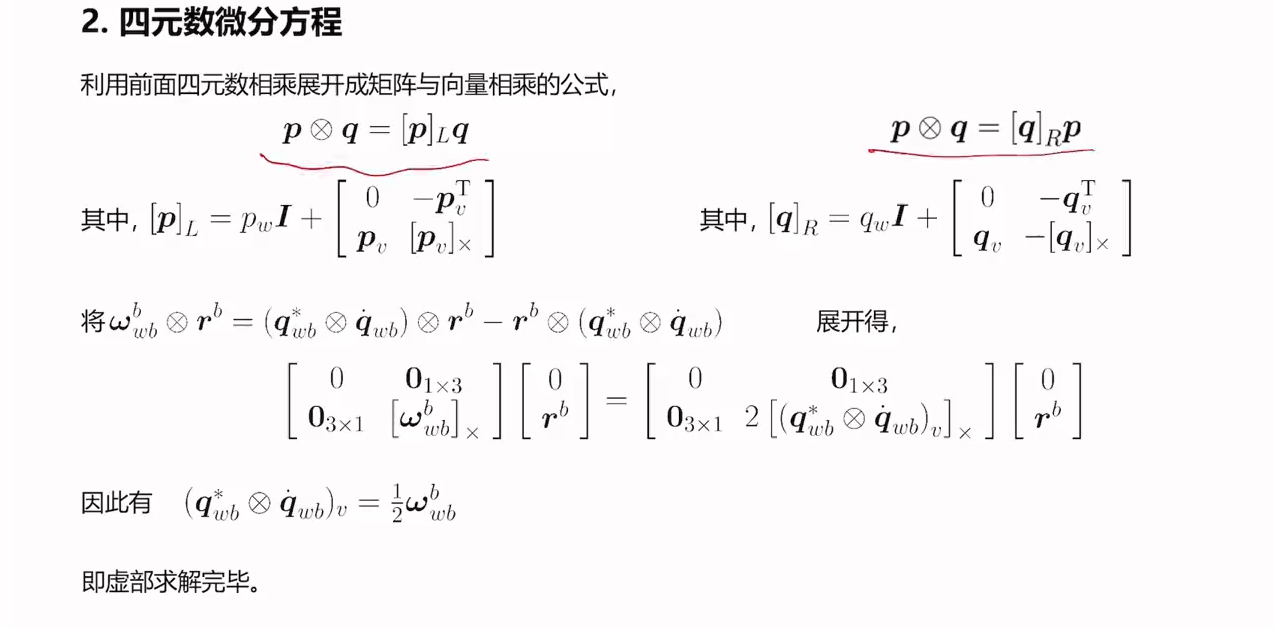 2. 四元数微分方程
利用前面四元数相乘展开成矩阵与向量相乘的公式，
$\boldsymbol{p} \otimes \boldsymbol{q} = [\boldsymbol{p}]_L \boldsymbol{q}$ $\boldsymbol{p} \otimes \boldsymbol{q} = [\boldsymbol{q}]_R \boldsymbol{p}$
其中，$[\boldsymbol{p}]_L = p_w \boldsymbol{I} + \begin{bmatrix} 0 & -\boldsymbol{p}_v^{\mathrm{T}} \\ \boldsymbol{p}_v & [\boldsymbol{p}_v]_\times \end{bmatrix}$ 其中，$[\boldsymbol{q}]_R = q_w \boldsymbol{I} + \begin{bmatrix} 0 & -\boldsymbol{q}_v^{\mathrm{T}} \\ \boldsymbol{q}_v & -[\boldsymbol{q}_v]_\times \end{bmatrix}$
将 $\boldsymbol{\omega}_{wb}^b \otimes \boldsymbol{r}^b = (\boldsymbol{q}_{wb}^* \otimes \dot{\boldsymbol{q}}_{wb}) \otimes \boldsymbol{r}^b - \boldsymbol{r}^b \otimes (\boldsymbol{q}_{wb}^* \otimes \dot{\boldsymbol{q}}_{wb})$ 展开得，
$\begin{bmatrix} 0 & \boldsymbol{0}_{1\times3} \\ \boldsymbol{0}_{3\times1} & [\boldsymbol{\omega}_{wb}^b]_\times \end{bmatrix} \begin{bmatrix} 0 \\ \boldsymbol{r}^b \end{bmatrix} = \begin{bmatrix} 0 & \boldsymbol{0}_{1\times3} \\ \boldsymbol{0}_{3\times1} & 2[(\boldsymbol{q}_{wb}^* \otimes \dot{\boldsymbol{q}}_{wb})_v]_\times \end{bmatrix} \begin{bmatrix} 0 \\ \boldsymbol{r}^b \end{bmatrix}$
因此有 $(\boldsymbol{q}_{wb}^* \otimes \dot{\boldsymbol{q}}_{wb})_v = \frac{1}{2} \boldsymbol{\omega}_{wb}^b$
即虚部求解完毕。